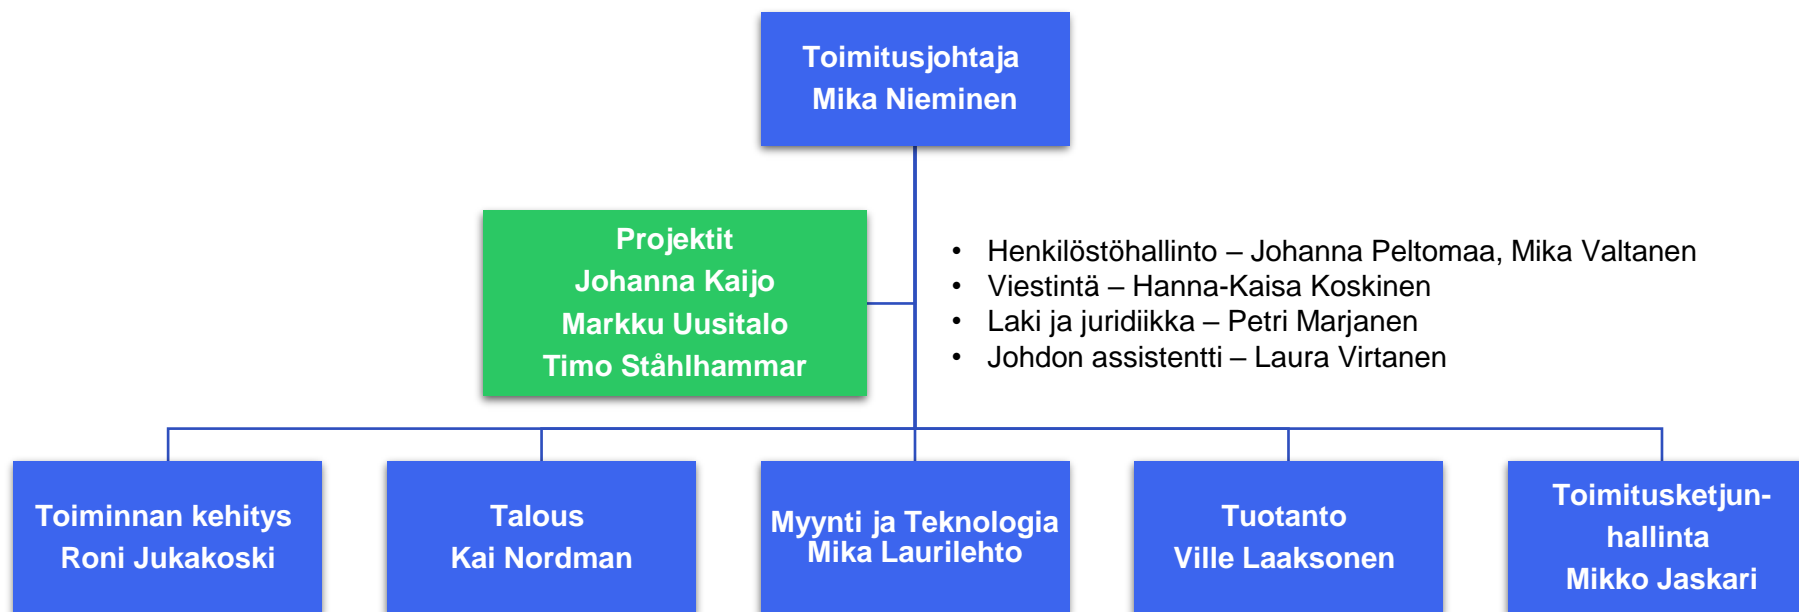 Toimitusjohtaja
Mika Nieminen
Projektit
Johanna Kaijo
Markku Uusitalo
Timo Ståhlhammar
• Henkilöstöhallinto – Johanna Peltomaa, Mika Valtanen
• Viestintä – Hanna-Kaisa Koskinen
• Laki ja juridiikka – Petri Marjanen
• Johdon assistentti – Laura Virtanen
Toiminnan kehitys
Roni Jukakoski
Talous
Kai Nordman
Myynti ja Teknologia
Mika Laurilehto
Tuotanto
Ville Laaksonen
Toimitusketjun-
hallinta
Mikko Jaskari